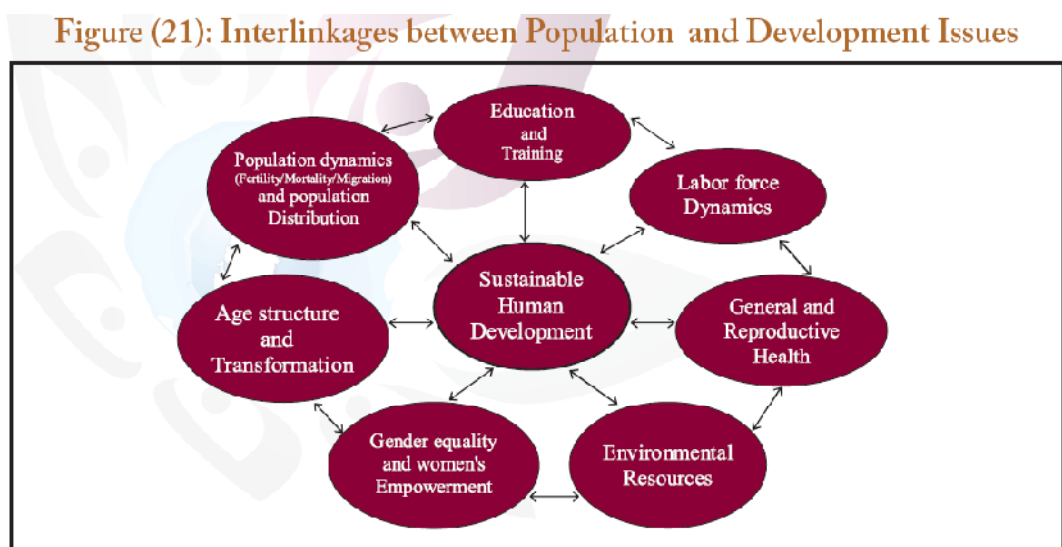 Figure (21): Interlinkages between Population and Development Issues
Education
and
Training
Population dynamics
(Fertility/Mortality/Migration)
and population
Distribution
Labor force
Dynamics
Sustainable
Human
Development
General and
Reproductive
Health
Age structure
and
Transformation
Gender equality
and women's
Empowerment
Environmental
Resources